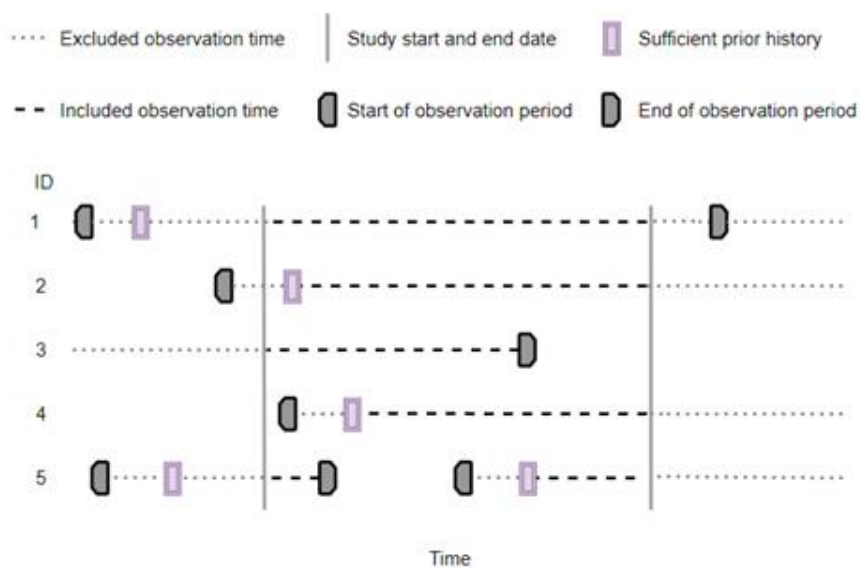 Excluded observation time
Study start and end date
Sufficient prior history
Included observation time
Start of observation period
End of observation period
ID
1
2
3
4
5
Time